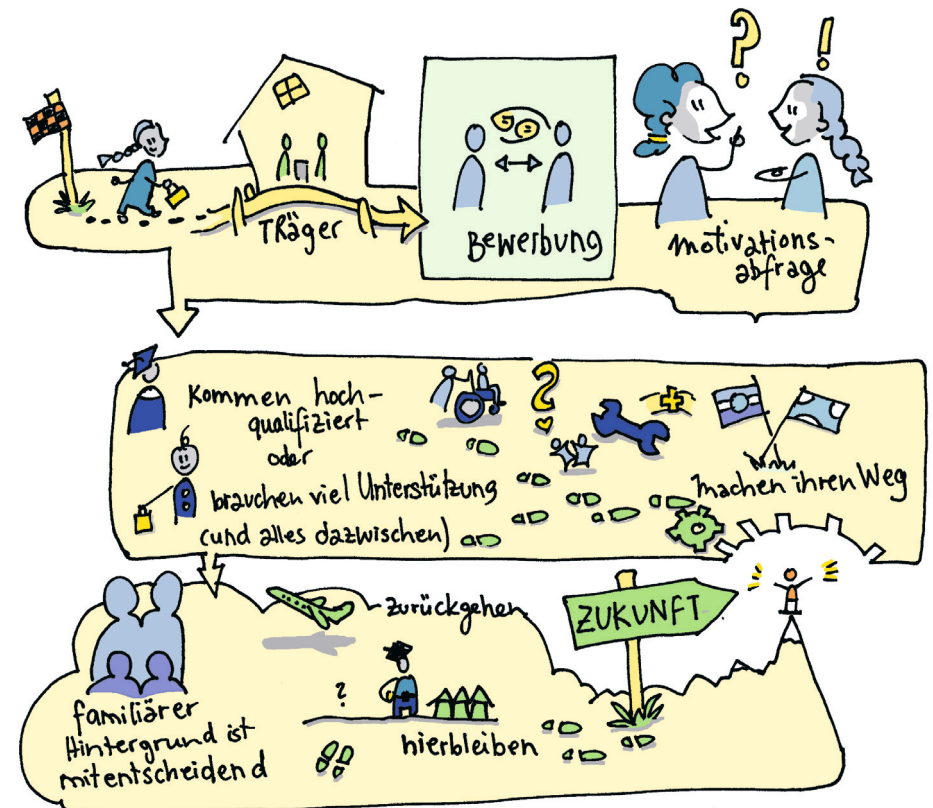 Träger
Bewerbung
?
!
motivations-
abfrage
Kommen hoch-
qualifiziert
oder
brauchen viel Unterstützung
(und alles dazwischen)
?
+
machen ihren Weg
familiärer
Hintergrund ist
mitentscheidend
zurückgehen
?
hierbleiben
ZUKUNFT